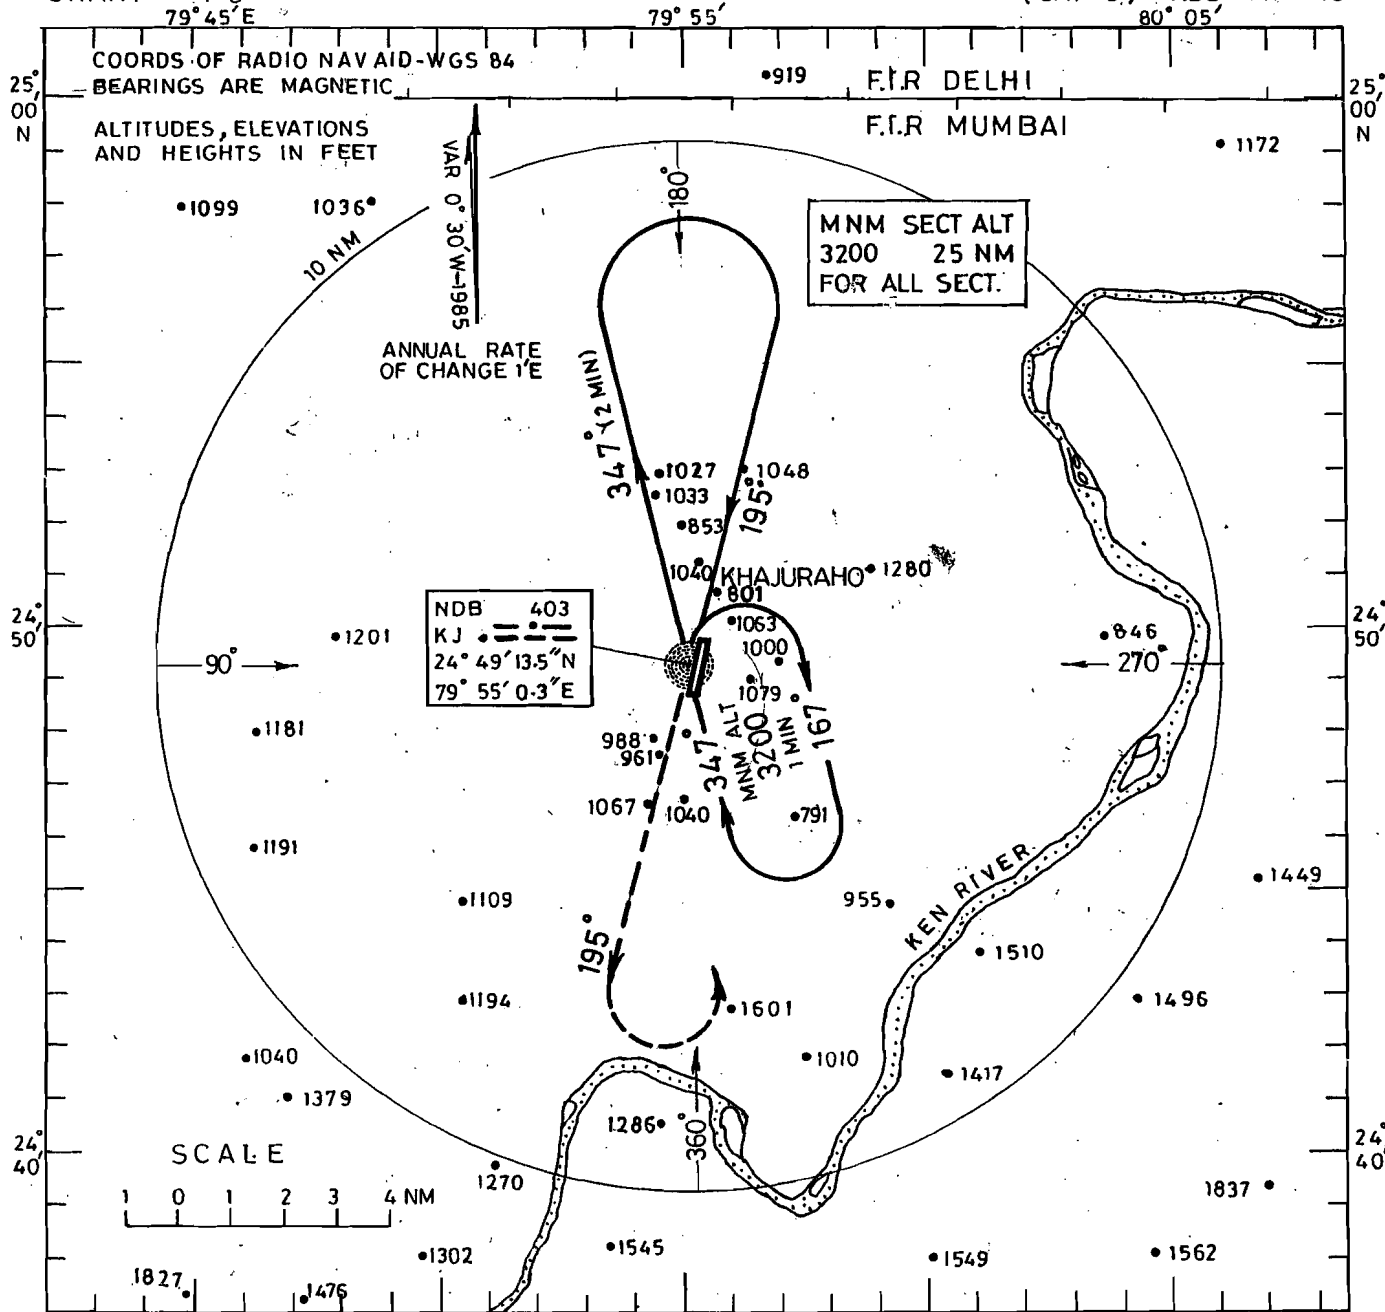 79° 45'E
79° 55'
80° 05'
COORDS OF RADIO NAV AID-WGS 84
BEARINGS ARE MAGNETIC
ALTITUDES, ELEVATIONS
AND HEIGHTS IN FEET
25°
00'
N
25°
00'
N
919
F.I.R DELHI
F.I.R MUMBAI
1172
1099
1036
10 NM
VAR 0° 30'W-1985
ANNUAL RATE
OF CHANGE 1'E
180°
MNM SECT ALT
3200 25 NM
FOR ALL SECT.
347° (2 MIN)
195°
1027
1033
853
1048
1040
KHAJURAHO
801
1280
1063
1000
1079
NDB 403
KJ
24° 49' 13.5"N
79° 55' 0.3"E
24°
50'
24°
50'
1201
90°
846
270°
1181
988
961
347
MNM ALT
3200
1 MIN
167
1067
1040
791
1191
1109
955
KEN RIVER
1449
1510
195°
1194
1601
1496
1040
1379
1010
1417
1286
360°
24°
40'
24°
40'
SCALE
1 0 1 2 3 4 NM
1270
1837
1302
1545
1549
1562
1827
1476